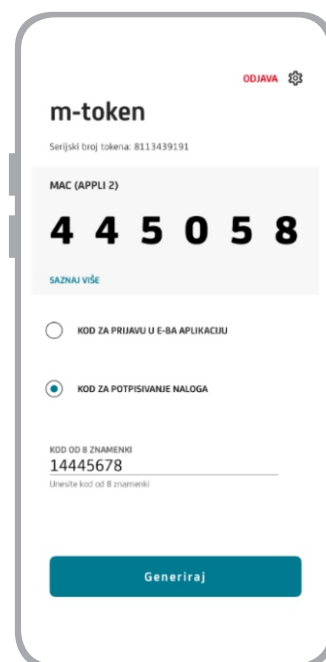 ODJAVA
m-token
Serijski broj tokena: 8113439191
MAC (APPLI 2)
4 4 5 0 5 8
SAZNAJ VIŠE
KOD ZA PRIJAVU U E-BA APLIKACIJU
KOD ZA POTPISIVANJE NALOGA
KOD OD 8 ZNAMENKI
14445678
Unesite kod od 8 znamenki
Generiraj